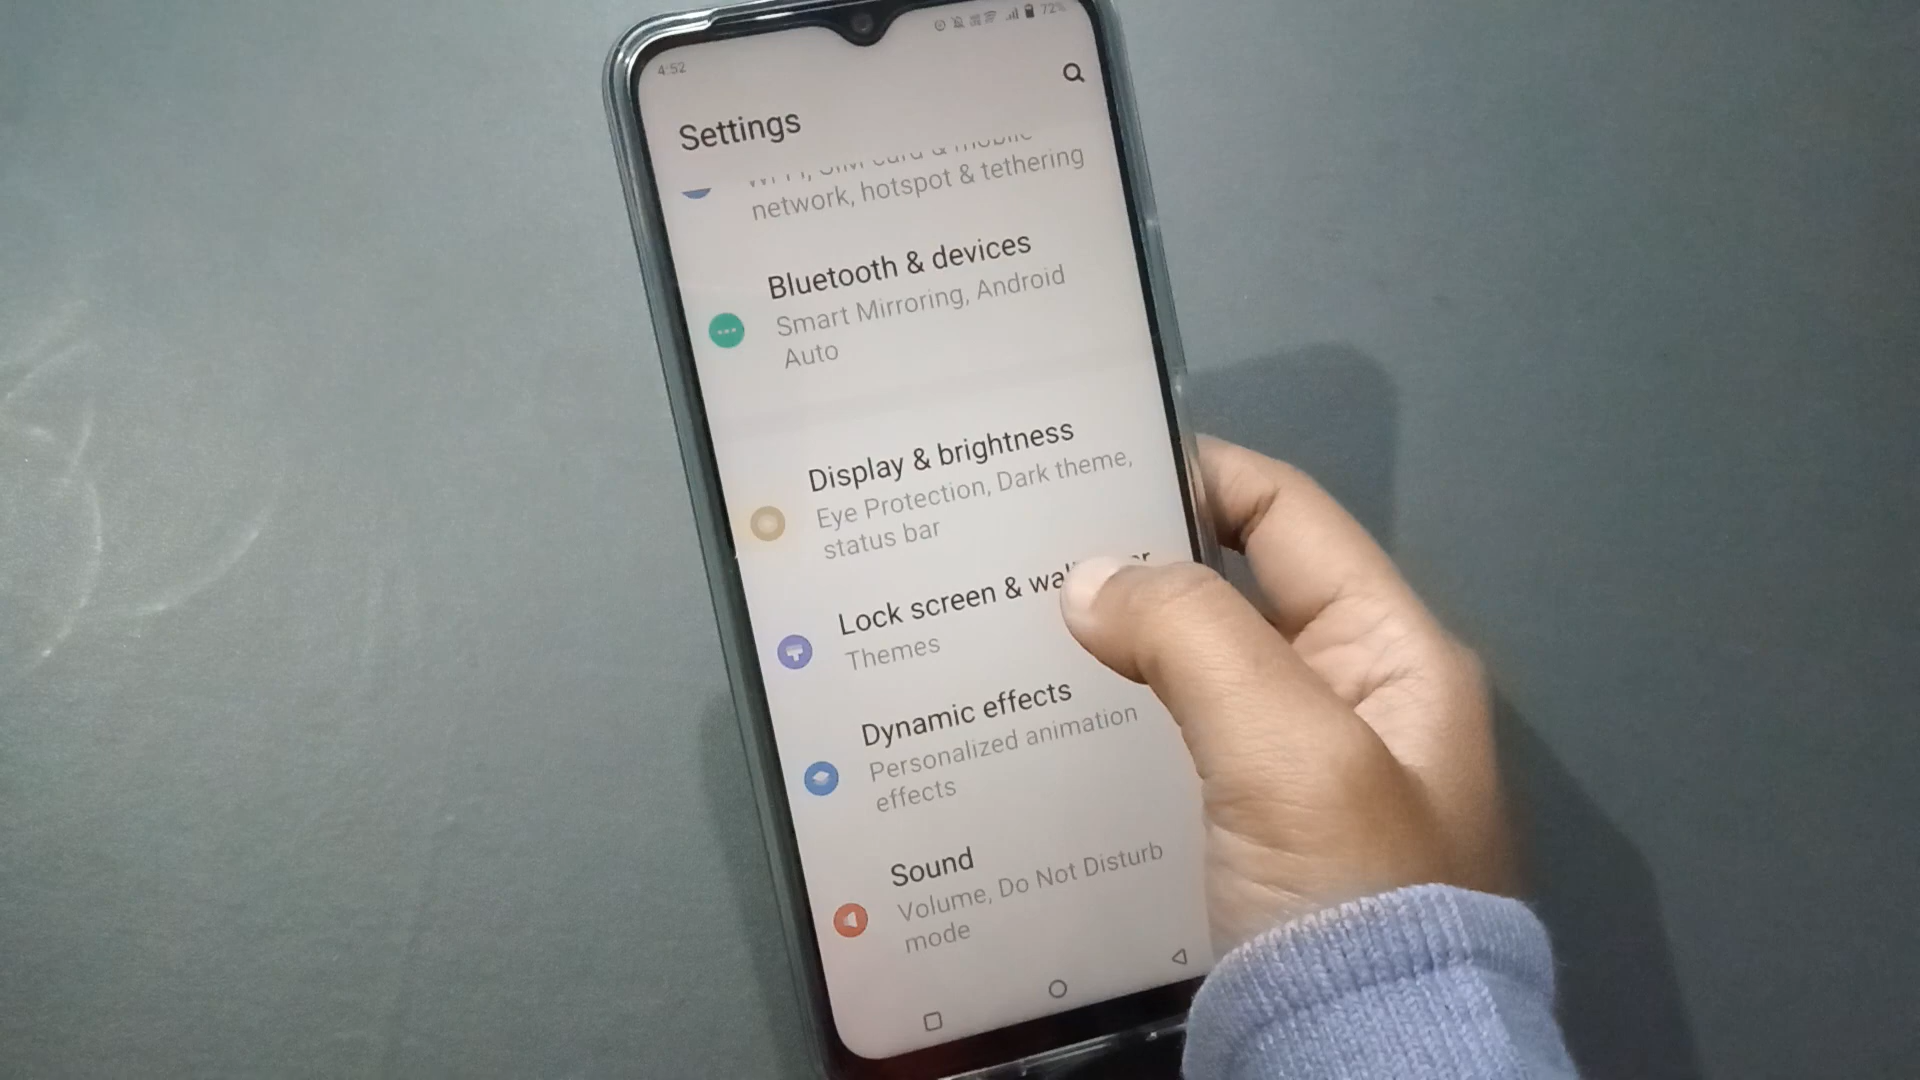 4:52
72%
Settings
network, hotspot & tethering
Bluetooth & devices
Smart Mirroring, Android
Auto
Display & brightness
Eye Protection, Dark theme,
status bar
Lock screen &
Themes
Dynamic effects
Personalized animation
effects
Sound
Volume, Do Not Disturb
mode